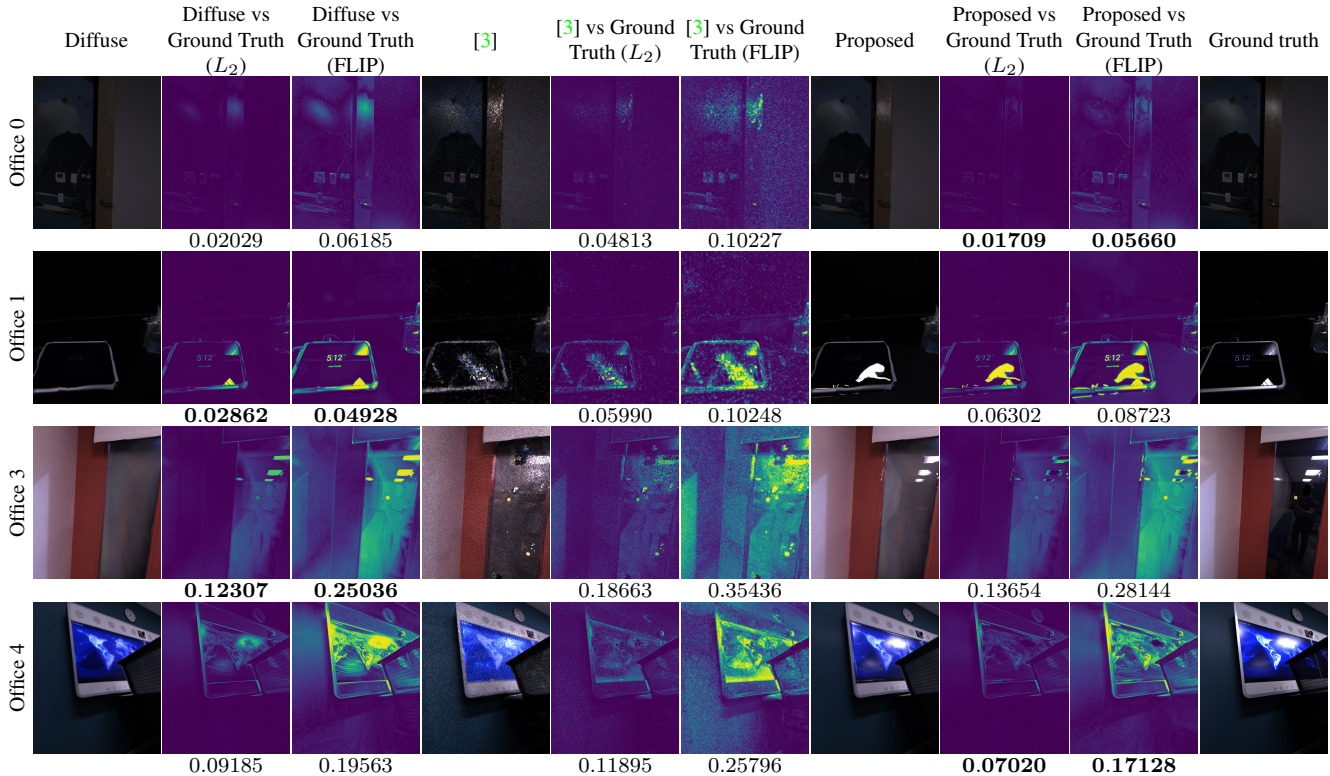 Diffuse
Diffuse vs
Ground Truth
(L₂)
Diffuse vs
Ground Truth
(FLIP)
[3]
[3] vs Ground
Truth (L₂)
[3] vs Ground
Truth (FLIP)
Proposed
Proposed vs
Ground Truth
(L₂)
Proposed vs
Ground Truth
(FLIP)
Ground truth
Office 0
0.02029 0.06185 0.04813 0.10227 0.01709 0.05660
Office 1
5:12
5:12
5:12
5:12
5:12
0.02862 0.04928 0.05990 0.10248 0.06302 0.08723
Office 3
0.12307 0.25036 0.18663 0.35436 0.13654 0.28144
Office 4
0.09185 0.19563 0.11895 0.25796 0.07020 0.17128